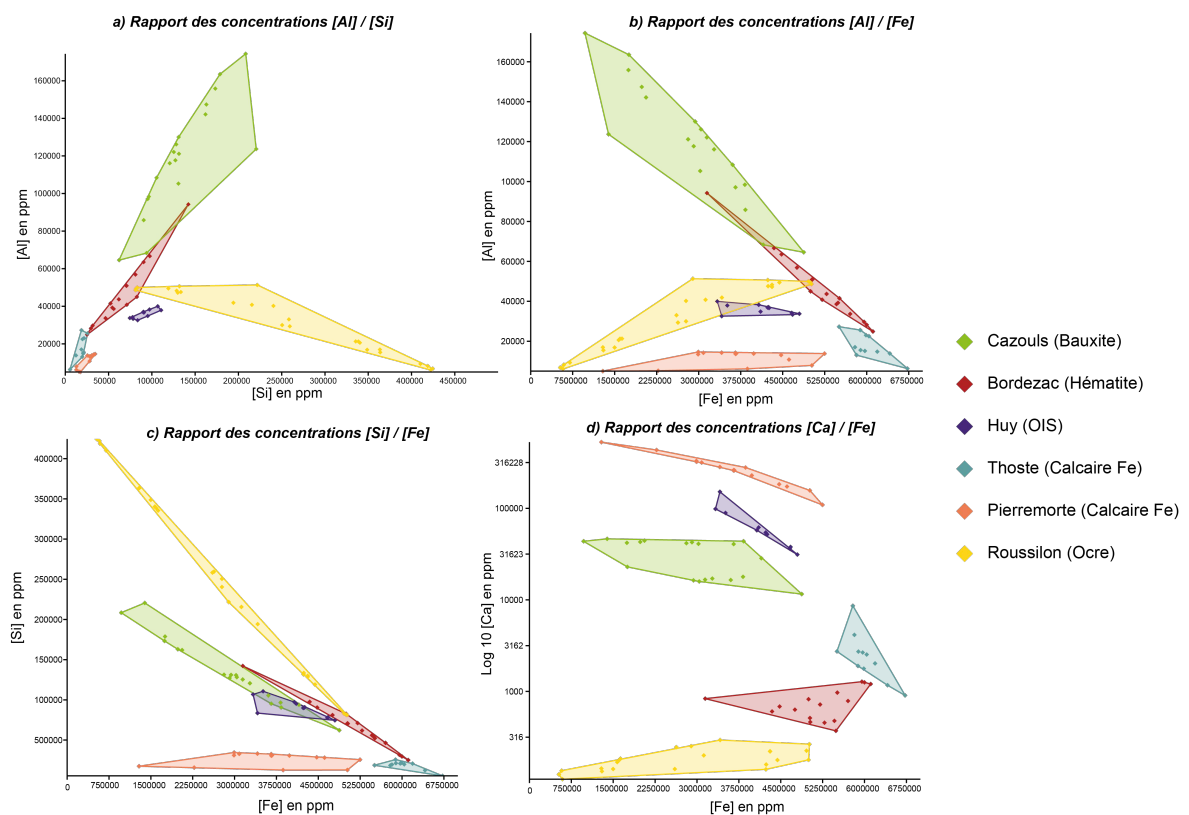 a) Rapport des concentrations [Al] / [Si]
[Al] en ppm
160000
140000
120000
100000
80000
60000
40000
20000
0 50000 100000 150000 200000 250000 300000 350000 400000 450000
[Si] en ppm
b) Rapport des concentrations [Al] / [Fe]
[Al] en ppm
160000
140000
120000
10000
80000
60000
40000
20000
0 750000 1500000 2250000 3000000 3750000 4500000 5250000 6000000 6750000
[Fe] en ppm
c) Rapport des concentrations [Si] / [Fe]
[Si] en ppm
400000
350000
300000
250000
200000
150000
100000
500000
0 750000 1500000 2250000 3000000 3750000 4500000 5250000 6000000 6750000
[Fe] en ppm
d) Rapport des concentrations [Ca] / [Fe]
Log 10 [Ca] en ppm
316228
100000
31623
10000
3162
1000
316
0 750000 1500000 2250000 3000000 3750000 4500000 5250000 6000000 6750000
[Fe] en ppm
Cazouls (Bauxite)
Bordezac (Hématite)
Huy (OIS)
Thoste (Calcaire Fe)
Pierremorte (Calcaire Fe)
Roussilon (Ocre)